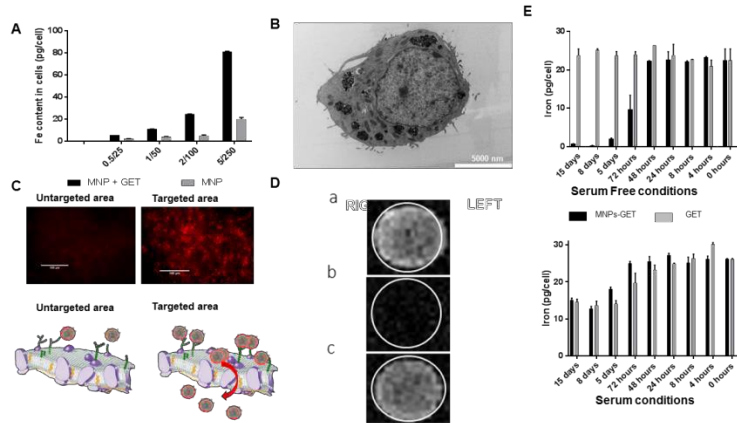 A
Fe content in cells (pg/cell)
100
80
60
40
20
0
0.5/25
1/50
2/100
5/250
MNP + GET
MNP
B
5000 nm
C
Untargeted area
Targeted area
Untargeted area
Targeted area
D
RIG
LEFT
a
b
c
E
Iron (pg/cell)
30
20
10
0
15 days
8 days
5 days
72 hours
48 hours
24 hours
8 hours
4 hours
0 hours
Serum Free conditions
MNPs-GET
GET
Iron (pg/cell)
30
20
10
0
15 days
8 days
5 days
72 hours
48 hours
24 hours
8 hours
4 hours
0 hours
Serum conditions